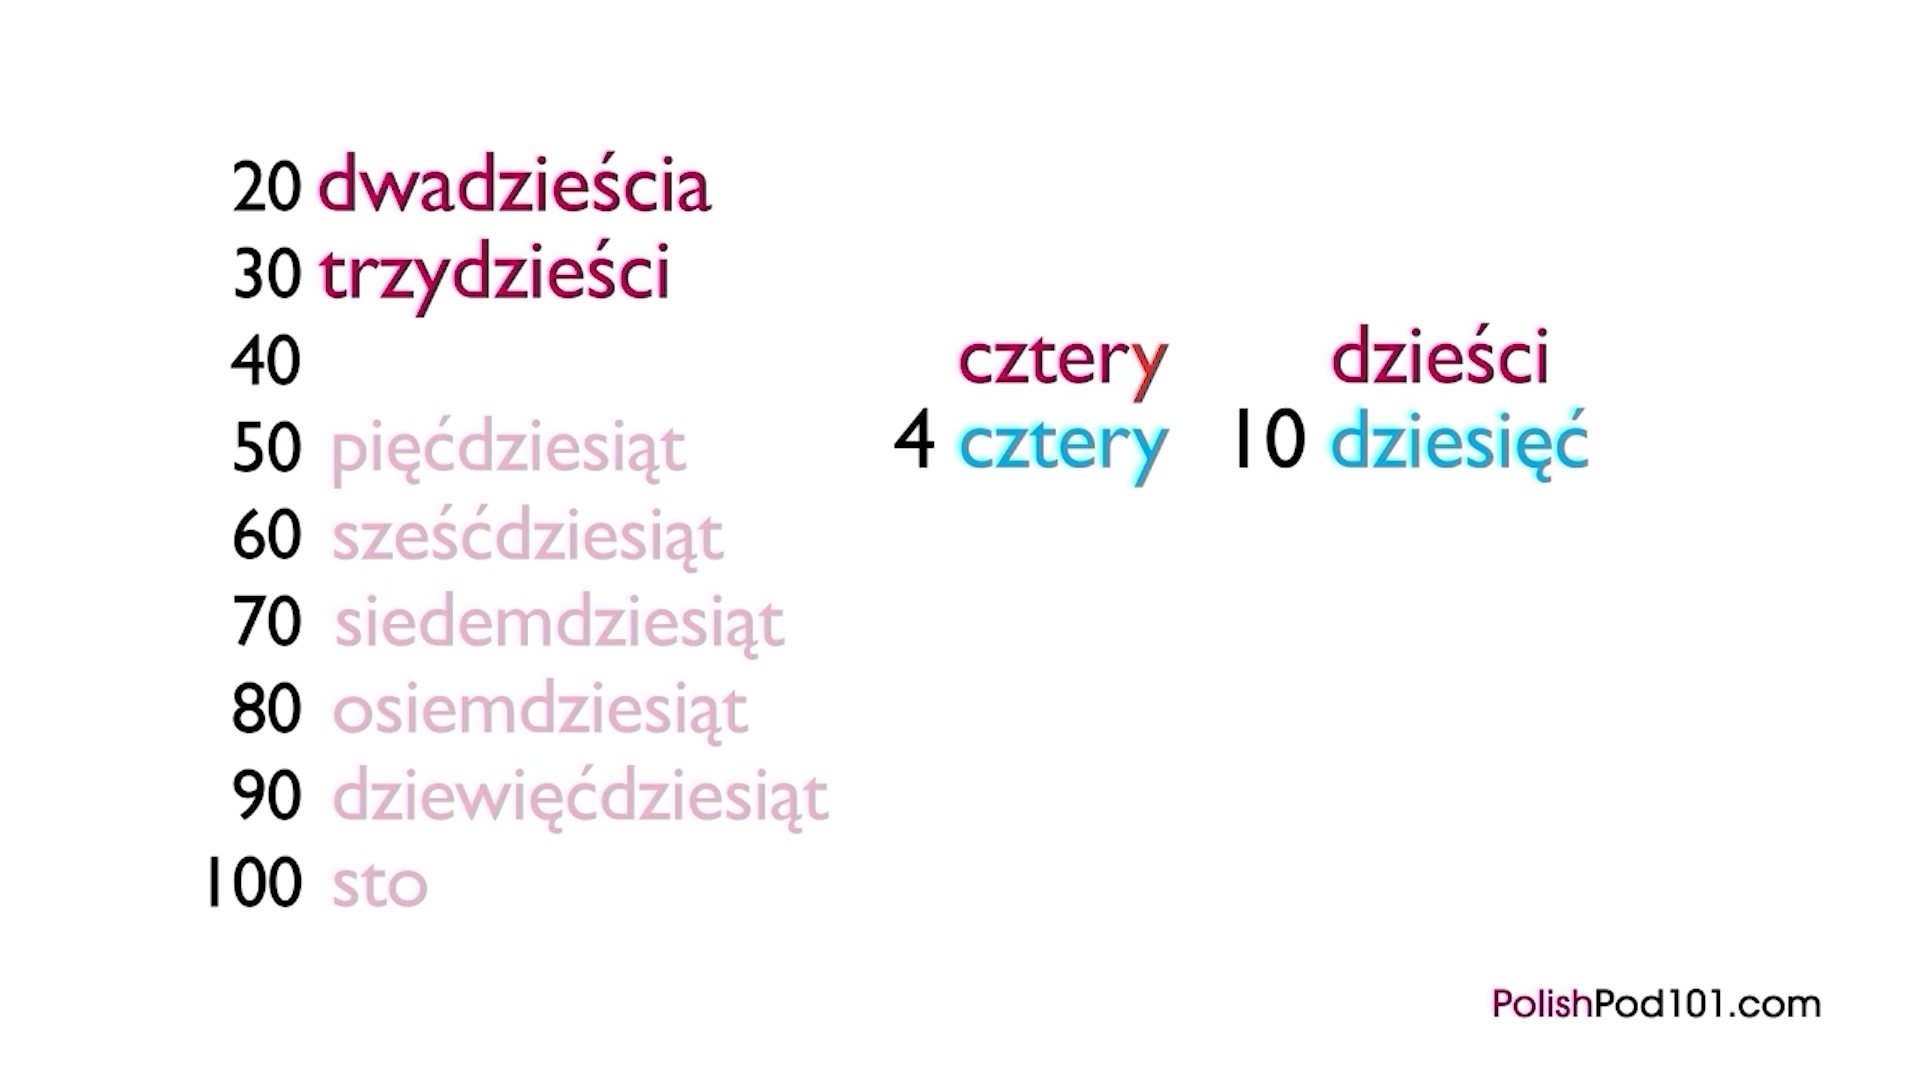 20 dwadzieścia
30 trzydzieści
40 cztery dzieści
50 pięćdziesiąt 4 cztery 10 dziesięć
60 sześćdziesiąt
70 siedemdziesiąt
80 osiemdziesiąt
90 dziewięćdziesiąt
100 sto
PolishPod101.com